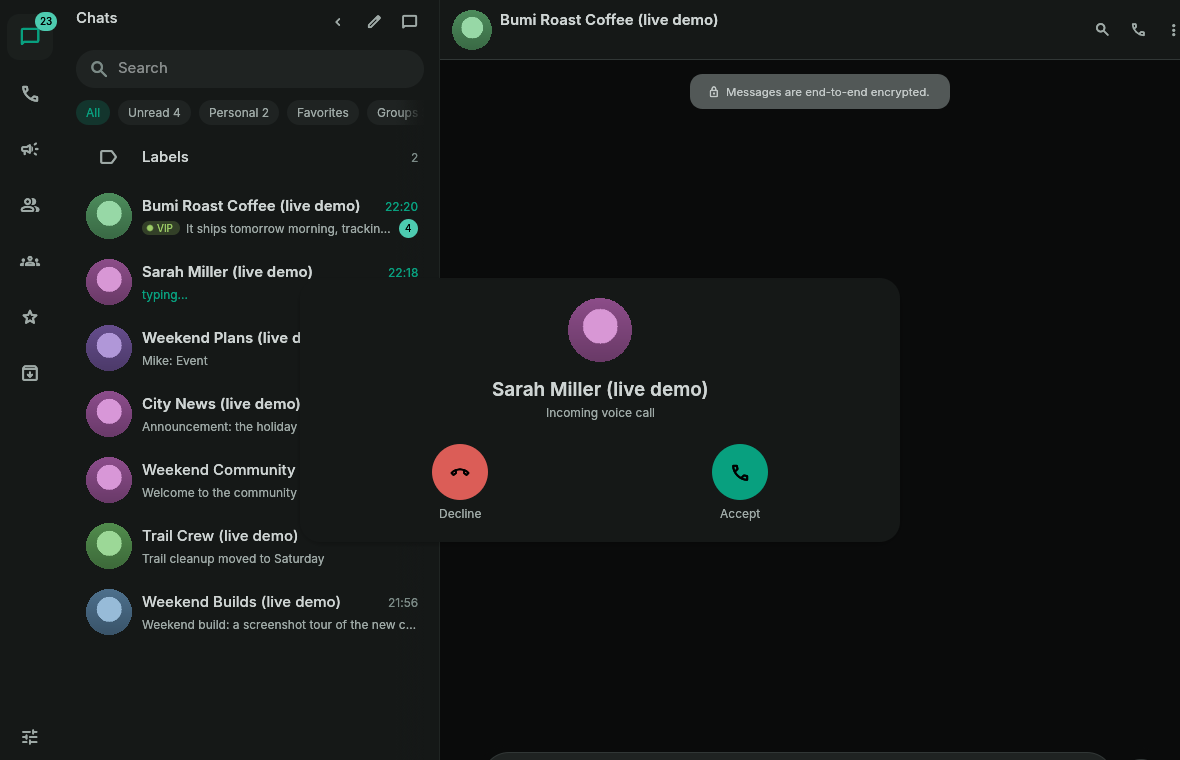 23
Chats
Search
All
Unread 4
Personal 2
Favorites
Groups
Labels
2
Bumi Roast Coffee (live demo)
22:20
VIP
It ships tomorrow morning, trackin...
4
Sarah Miller (live demo)
22:18
typing...
Weekend Plans (live d
Mike: Event
City News (live demo)
Announcement: the holiday
Weekend Community
Welcome to the community
Trail Crew (live demo)
Trail cleanup moved to Saturday
Weekend Builds (live demo)
21:56
Weekend build: a screenshot tour of the new c...
Bumi Roast Coffee (live demo)
Messages are end-to-end encrypted.
Sarah Miller (live demo)
Incoming voice call
Decline
Accept